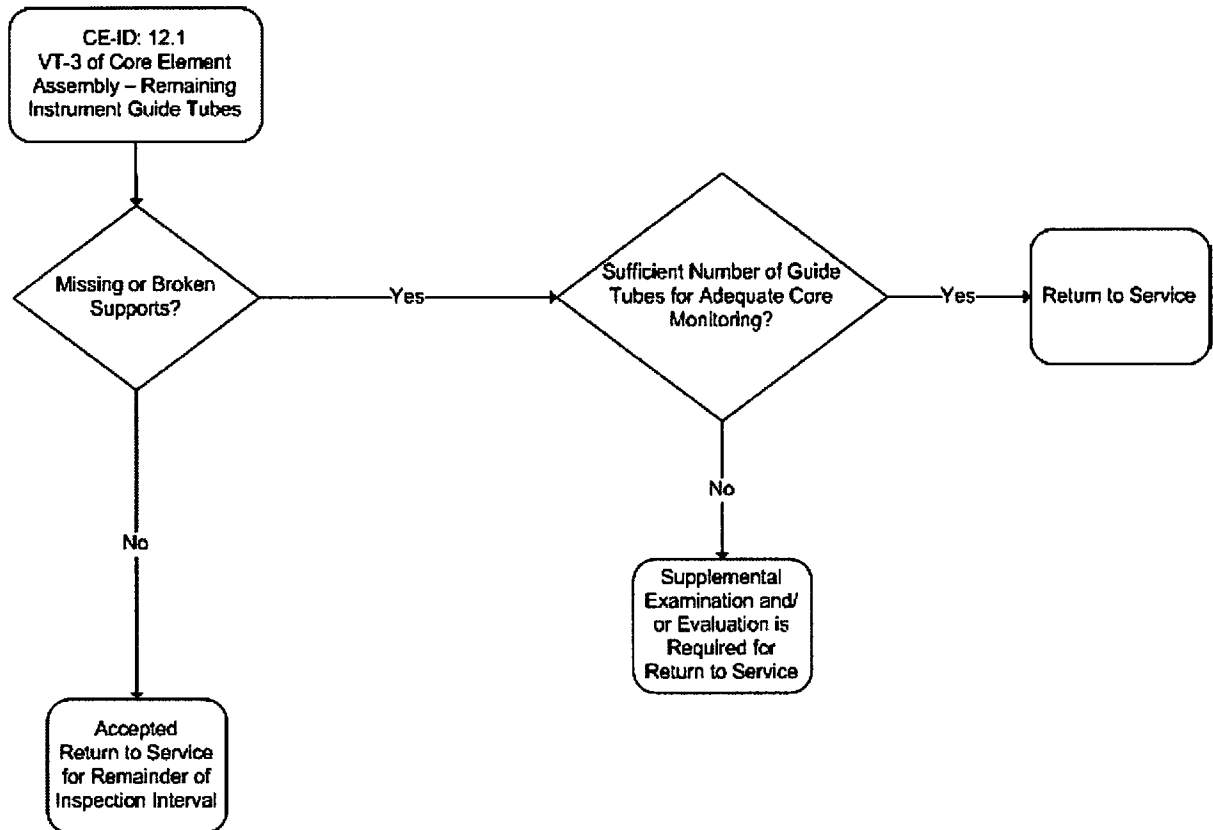 CE-ID: 12.1
VT-3 of Core Element
Assembly – Remaining
Instrument Guide Tubes
Missing or Broken
Supports?
Yes
Sufficient Number of Guide
Tubes for Adequate Core
Monitoring?
Yes
Return to Service
No
No
Supplemental
Examination and/
or Evaluation is
Required for
Return to Service
Accepted
Return to Service
for Remainder of
Inspection Interval